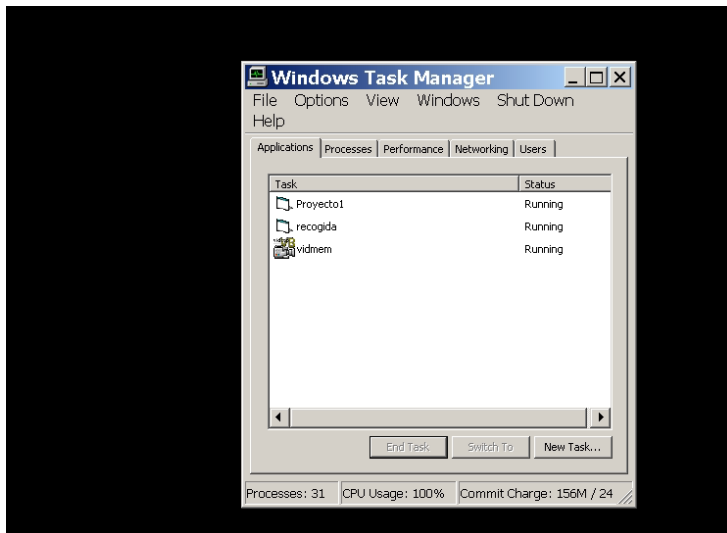 Windows Task Manager
File Options View Windows Shut Down
Help
Applications Processes Performance Networking Users
Task Status
Proyecto1 Running
recogida Running
vidmem Running
End Task Switch To New Task...
Processes: 31 CPU Usage: 100% Commit Charge: 156M / 24